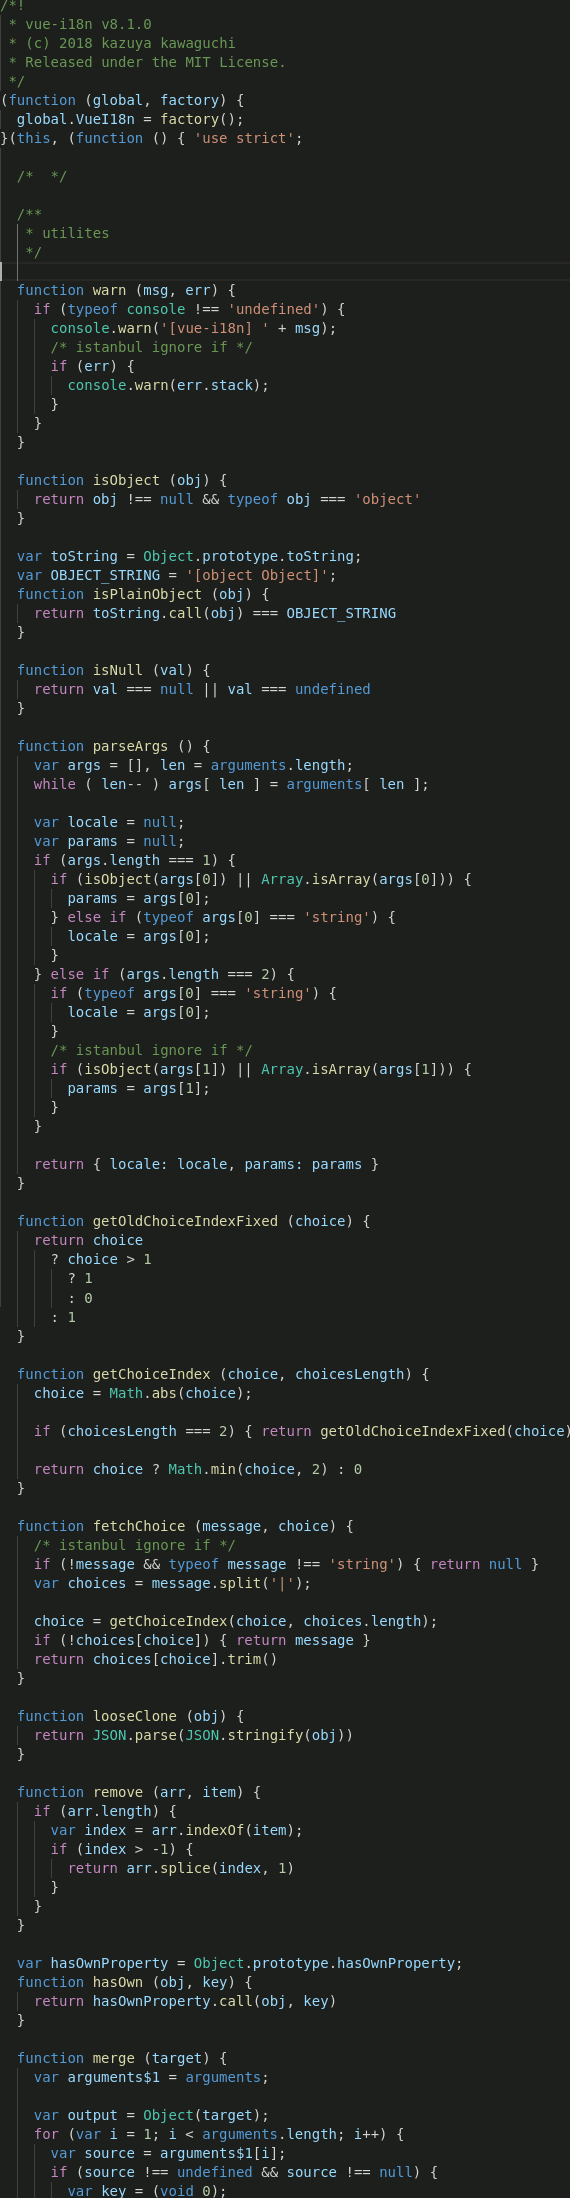 /*!
 * vue-i18n v8.1.0
 * (c) 2018 kazuya kawaguchi
 * Released under the MIT License.
 */
(function (global, factory) {
  global.VueI18n = factory();
}(this, (function () { 'use strict';

  /*  */

  /**
   * utilites
   */

  function warn (msg, err) {
    if (typeof console !== 'undefined') {
      console.warn('[vue-i18n] ' + msg);
      /* istanbul ignore if */
      if (err) {
        console.warn(err.stack);
      }
    }
  }

  function isObject (obj) {
    return obj !== null && typeof obj === 'object'
  }

  var toString = Object.prototype.toString;
  var OBJECT_STRING = '[object Object]';
  function isPlainObject (obj) {
    return toString.call(obj) === OBJECT_STRING
  }

  function isNull (val) {
    return val === null || val === undefined
  }

  function parseArgs () {
    var args = [], len = arguments.length;
    while ( len-- ) args[ len ] = arguments[ len ];

    var locale = null;
    var params = null;
    if (args.length === 1) {
      if (isObject(args[0]) || Array.isArray(args[0])) {
        params = args[0];
      } else if (typeof args[0] === 'string') {
        locale = args[0];
      }
    } else if (args.length === 2) {
      if (typeof args[0] === 'string') {
        locale = args[0];
      }
      /* istanbul ignore if */
      if (isObject(args[1]) || Array.isArray(args[1])) {
        params = args[1];
      }
    }

    return { locale: locale, params: params }
  }

  function getOldChoiceIndexFixed (choice) {
    return choice
      ? choice > 1
        ? 1
        : 0
      : 1
  }

  function getChoiceIndex (choice, choicesLength) {
    choice = Math.abs(choice);

    if (choicesLength === 2) { return getOldChoiceIndexFixed(choice)

    return choice ? Math.min(choice, 2) : 0
  }

  function fetchChoice (message, choice) {
    /* istanbul ignore if */
    if (!message && typeof message !== 'string') { return null }
    var choices = message.split('|');

    choice = getChoiceIndex(choice, choices.length);
    if (!choices[choice]) { return message }
    return choices[choice].trim()
  }

  function looseClone (obj) {
    return JSON.parse(JSON.stringify(obj))
  }

  function remove (arr, item) {
    if (arr.length) {
      var index = arr.indexOf(item);
      if (index > -1) {
        return arr.splice(index, 1)
      }
    }
  }

  var hasOwnProperty = Object.prototype.hasOwnProperty;
  function hasOwn (obj, key) {
    return hasOwnProperty.call(obj, key)
  }

  function merge (target) {
    var arguments$1 = arguments;

    var output = Object(target);
    for (var i = 1; i < arguments.length; i++) {
      var source = arguments$1[i];
      if (source !== undefined && source !== null) {
        var key = (void 0);